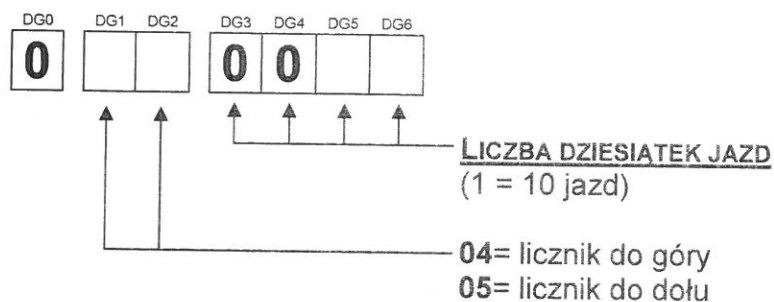 DG0 DG1 DG2 DG3 DG4 DG5 DG6
0 0 0
LICZBA DZIESIĄTEK JAZD
(1 = 10 jazd)
04= licznik do góry
05= licznik do dołu